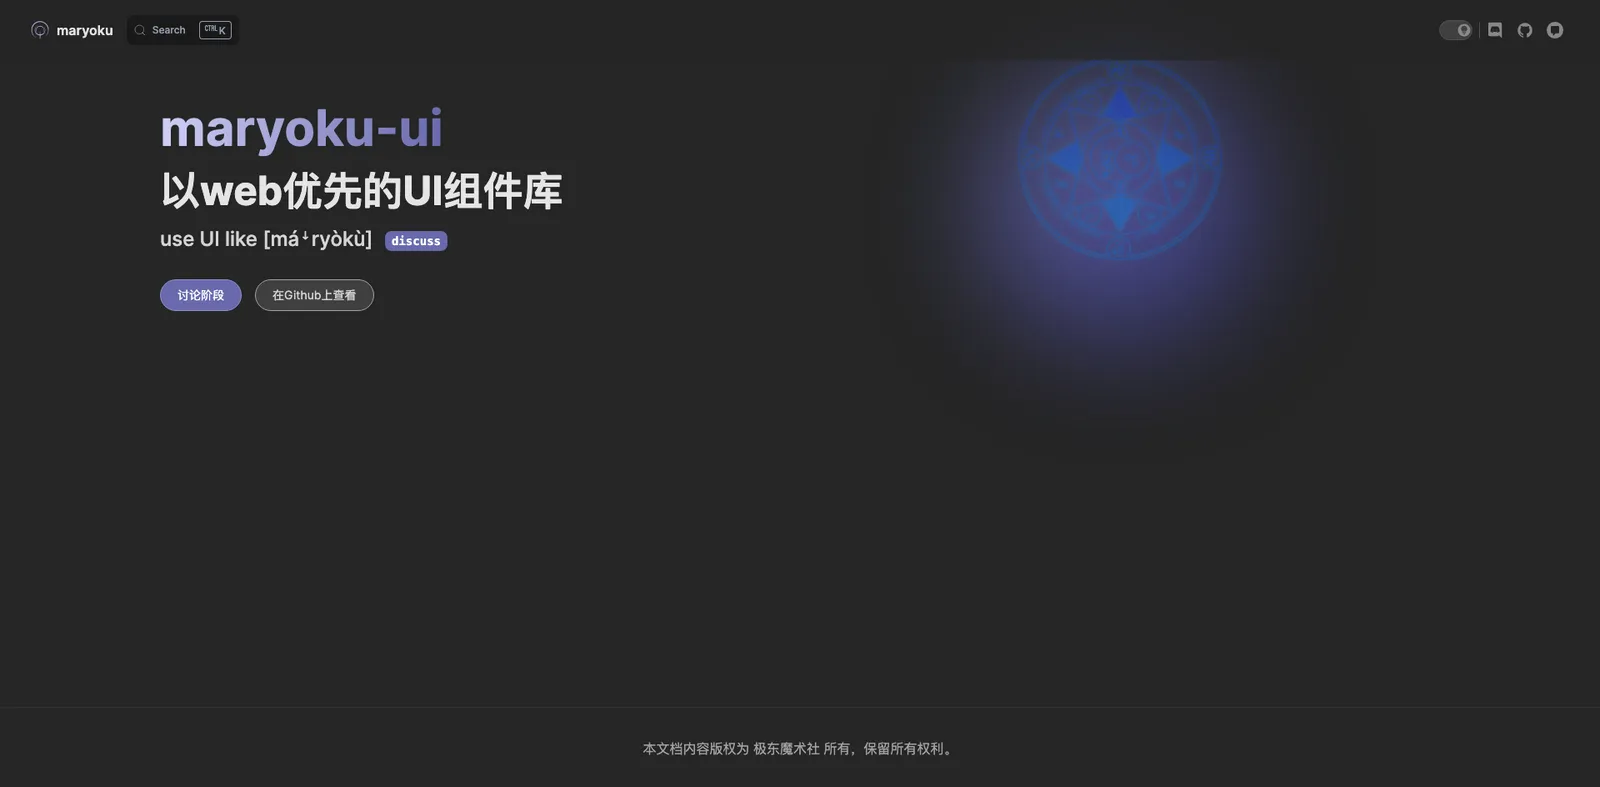 maryoku
Search
CTRL K
maryoku-ui
以web优先的UI组件库
use UI like [má⭣ryòkù] discuss
讨论阶段
在Github上查看
本文档内容版权为 极东魔术社 所有，保留所有权利。